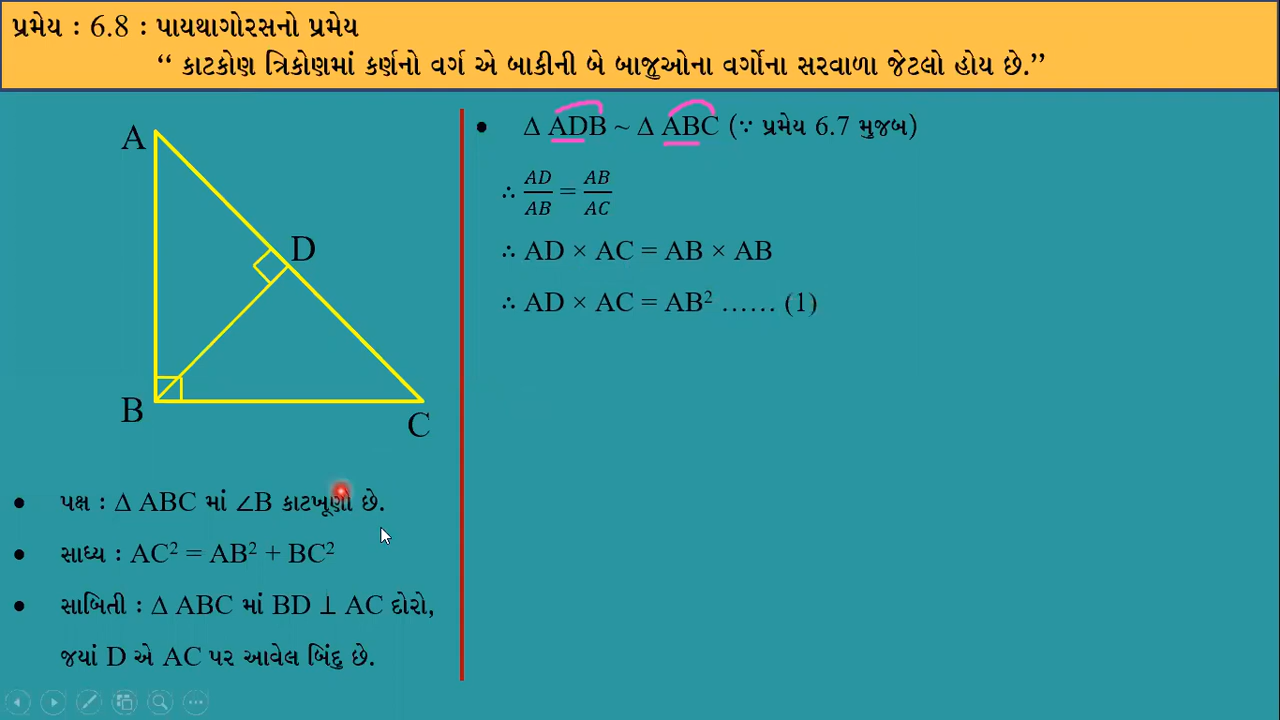 પ્રમેય : 6.8 : પાયથાગોરસનો પ્રમેય
“ કાટકોણ ત્રિકોણમાં કર્ણનો વર્ગ એ બાકીની બે બાજુઓના વર્ગોના સરવાળા જેટલો હોય છે.”
A
D
B
C
• પક્ષ : Δ ABC માં ∠B કાટખૂણો છે.
• સાધ્ય : AC² = AB² + BC²
• સાબિતી : Δ ABC માં BD ⊥ AC દોરો,
જયાં D એ AC પર આવેલ બિંદુ છે.
• Δ ADB ~ Δ ABC (∵ પ્રમેય 6.7 મુજબ)
∴ AD/AB = AB/AC
∴ AD × AC = AB × AB
∴ AD × AC = AB² …… (1)